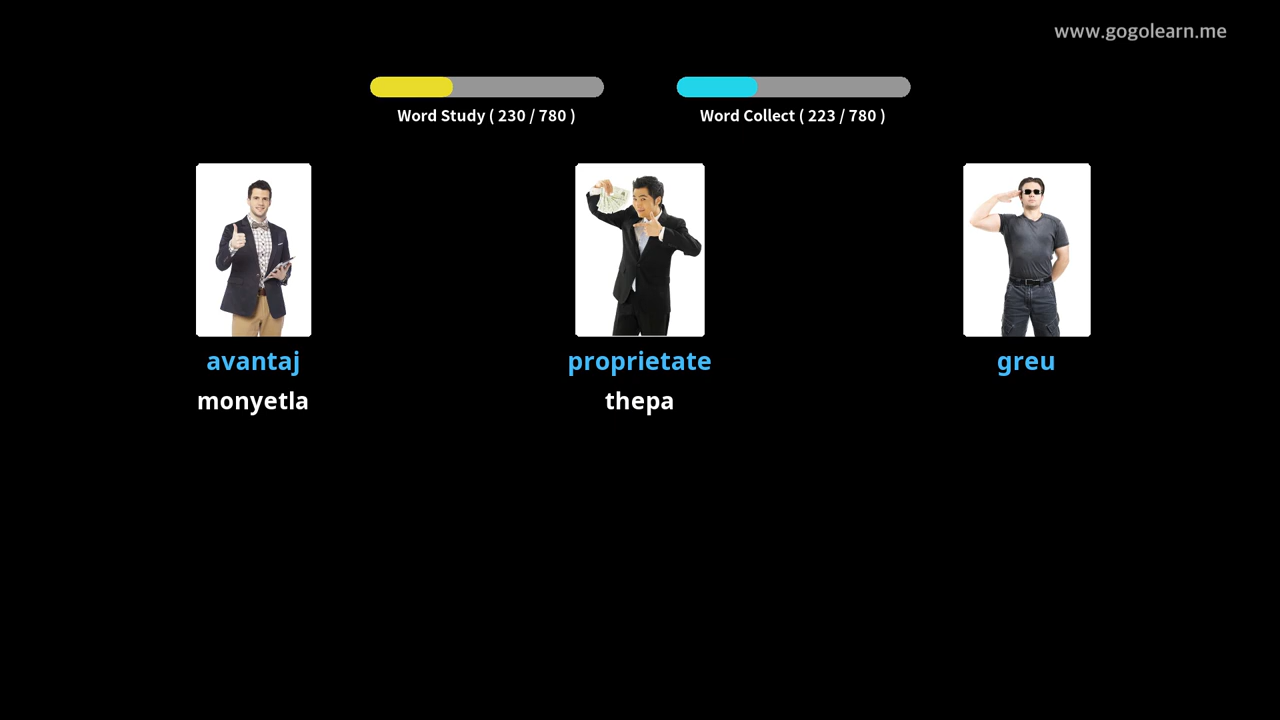 www.gogolearn.me
Word Study ( 230 / 780 )
Word Collect ( 223 / 780 )
avantaj
proprietate
greu
monyetla
thepa